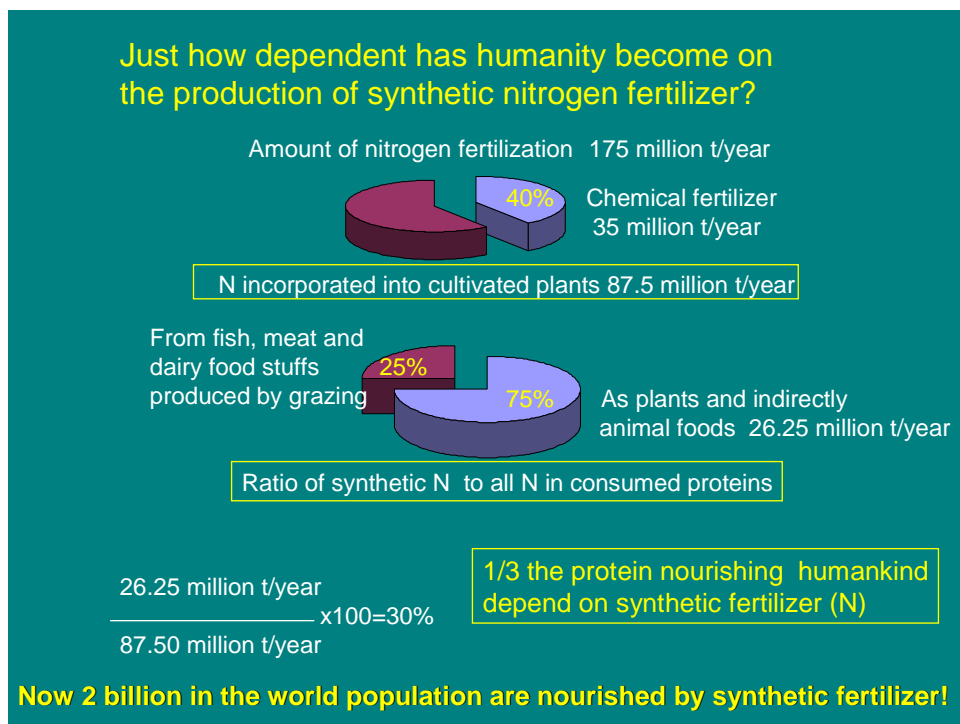 Just how dependent has humanity become on
the production of synthetic nitrogen fertilizer?
Amount of nitrogen fertilization 175 million t/year
40%
Chemical fertilizer
35 million t/year
N incorporated into cultivated plants 87.5 million t/year
From fish, meat and
dairy food stuffs
produced by grazing
25%
75%
As plants and indirectly
animal foods 26.25 million t/year
Ratio of synthetic N to all N in consumed proteins
26.25 million t/year
x100=30%
87.50 million t/year
1/3 the protein nourishing humankind
depend on synthetic fertilizer (N)
Now 2 billion in the world population are nourished by synthetic fertilizer!